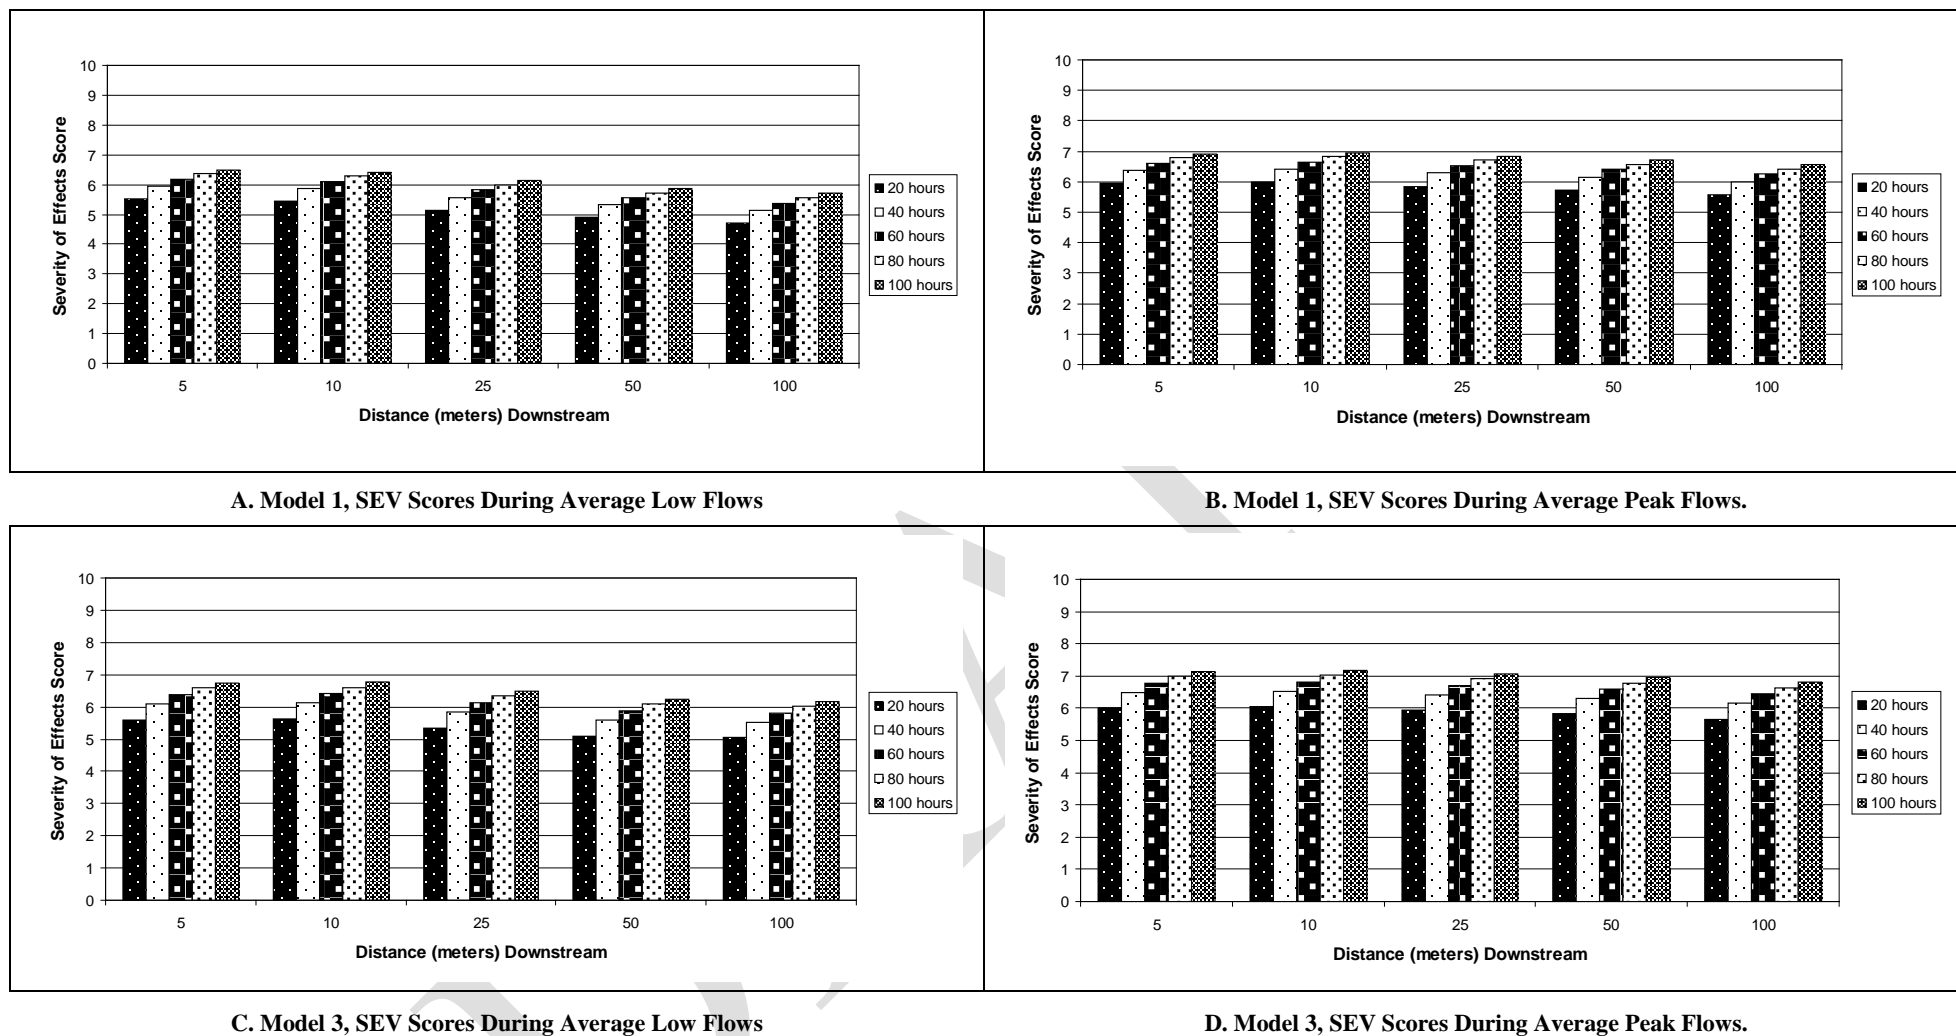 10
9
8
7
6
5
4
3
2
1
0
Severity of Effects Score
5 10 25 50 100
Distance (meters) Downstream
20 hours
40 hours
60 hours
80 hours
100 hours
A. Model 1, SEV Scores During Average Low Flows
10
9
8
7
6
5
4
3
2
1
0
Severity of Effects Score
5 10 25 50 100
Distance (meters) Downstream
20 hours
40 hours
60 hours
80 hours
100 hours
B. Model 1, SEV Scores During Average Peak Flows.
10
9
8
7
6
5
4
3
2
1
0
Severity of Effects Score
5 10 25 50 100
Distance (meters) Downstream
20 hours
40 hours
60 hours
80 hours
100 hours
C. Model 3, SEV Scores During Average Low Flows
10
9
8
7
6
5
4
3
2
1
0
Severity of Effects Score
5 10 25 50 100
Distance (meters) Downstream
20 hours
40 hours
60 hours
80 hours
100 hours
D. Model 3, SEV Scores During Average Peak Flows.